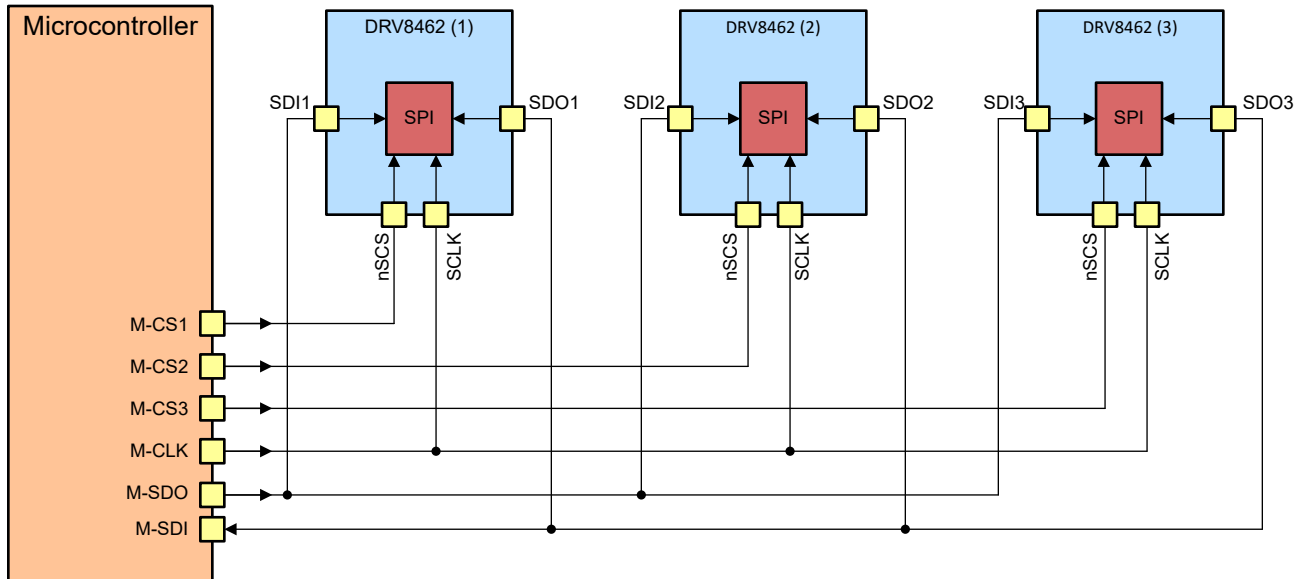 Microcontroller
DRV8462 (1)
DRV8462 (2)
DRV8462 (3)
SDI1
SPI
SDO1
SDI2
SPI
SDO2
SDI3
SPI
SDO3
nSCS
SCLK
nSCS
SCLK
nSCS
SCLK
M-CS1
M-CS2
M-CS3
M-CLK
M-SDO
M-SDI